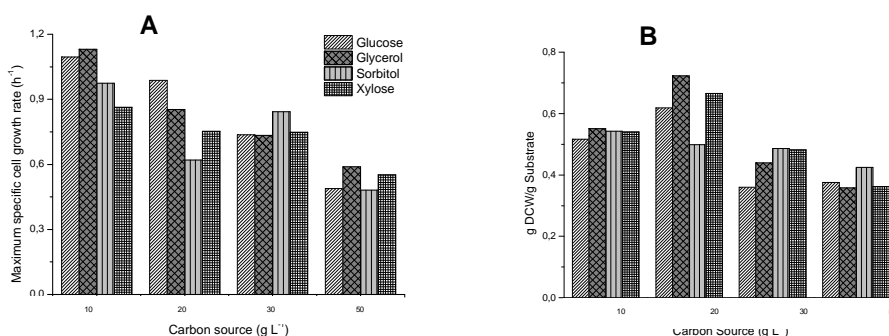 A
Maximum specific cell growth rate (h⁻¹)
1,2
0,9
0,6
0,3
0,0
Glucose
Glycerol
Sorbitol
Xylose
10 20 30 50
Carbon source (g L⁻¹)
B
g DCW/g Substrate
0,8
0,6
0,4
0,2
0,0
10 20 30
Carbon Source (g L